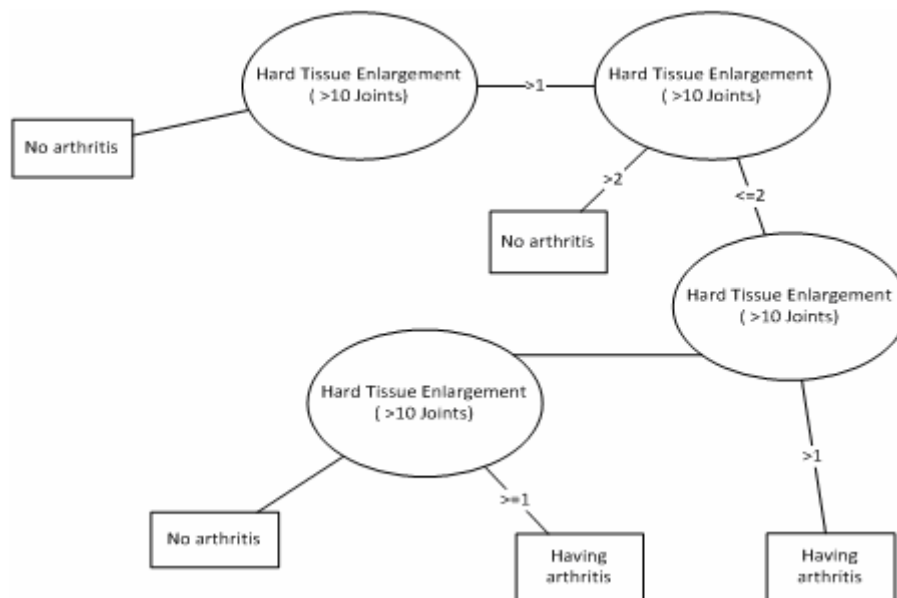 Hard Tissue Enlargement
( >10 Joints)
>1
Hard Tissue Enlargement
( >10 Joints)
No arthritis
>2
<=2
No arthritis
Hard Tissue Enlargement
( >10 Joints)
Hard Tissue Enlargement
( >10 Joints)
>1
>=1
No arthritis
Having
arthritis
Having
arthritis